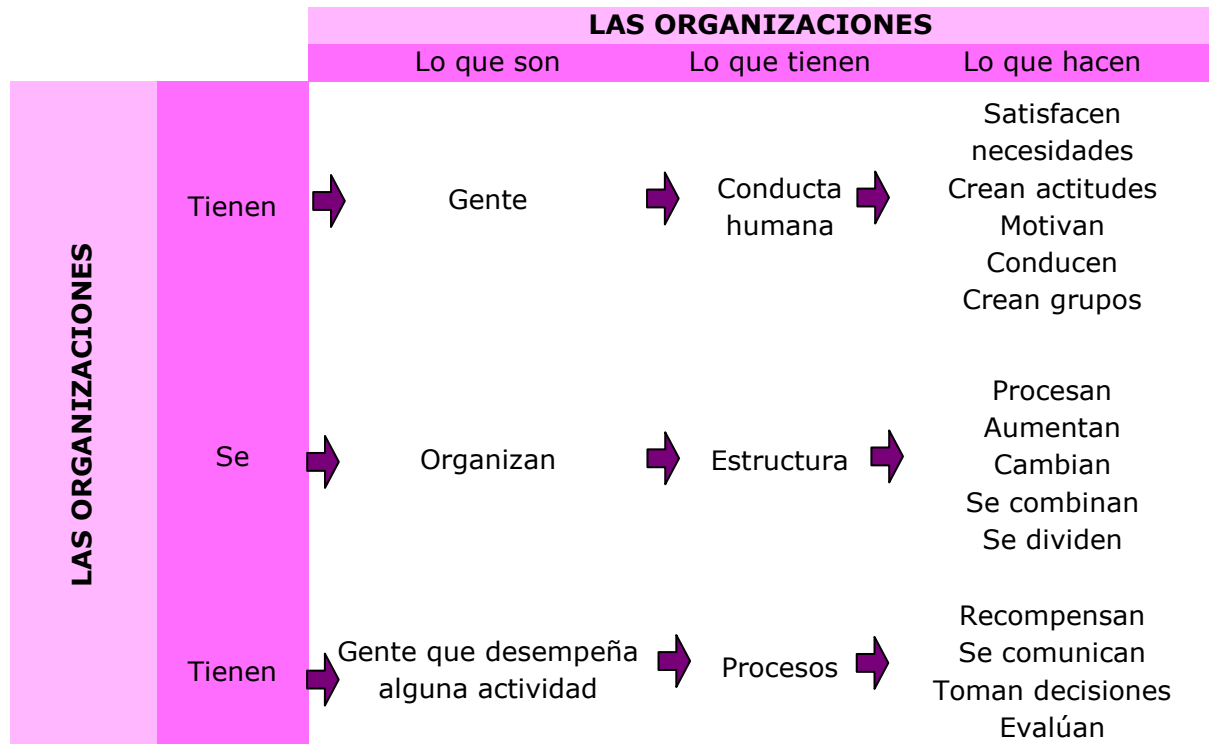 LAS ORGANIZACIONES
Lo que son
Lo que tienen
Lo que hacen
LAS ORGANIZACIONES
Tienen
Gente
Conducta
humana
Satisfacen
necesidades
Crean actitudes
Motivan
Conducen
Crean grupos
Se
Organizan
Estructura
Procesan
Aumentan
Cambian
Se combinan
Se dividen
Tienen
Gente que desempeña
alguna actividad
Procesos
Recompensan
Se comunican
Toman decisiones
Evalúan